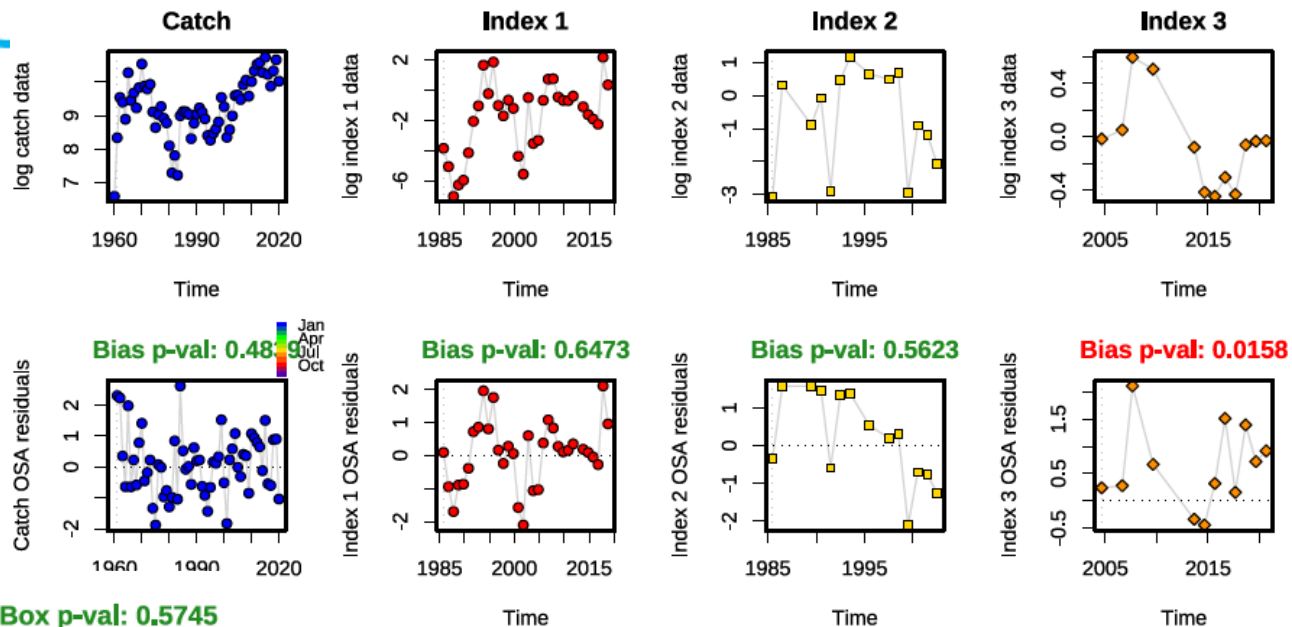 Catch
Index 1
Index 2
Index 3
log catch data
7
8
9
1960
1990
2020
Time
log index 1 data
-6
-2
2
1985
2000
2015
Time
log index 2 data
-3
-1
0
1
1985
1995
Time
log index 3 data
-0.4
0.0
0.4
2005
2015
Time
Jan
Apr
Jul
Oct
Bias p-val: 0.4839
Bias p-val: 0.6473
Bias p-val: 0.5623
Bias p-val: 0.0158
Catch OSA residuals
-2
0
1
2
1960
1990
2020
Index 1 OSA residuals
-2
0
1
2
1985
2000
2015
Time
Index 2 OSA residuals
-2
-1
0
1
1985
1995
Time
Index 3 OSA residuals
-0.5
0.5
1.5
2005
2015
Time
Box p-val: 0.5745